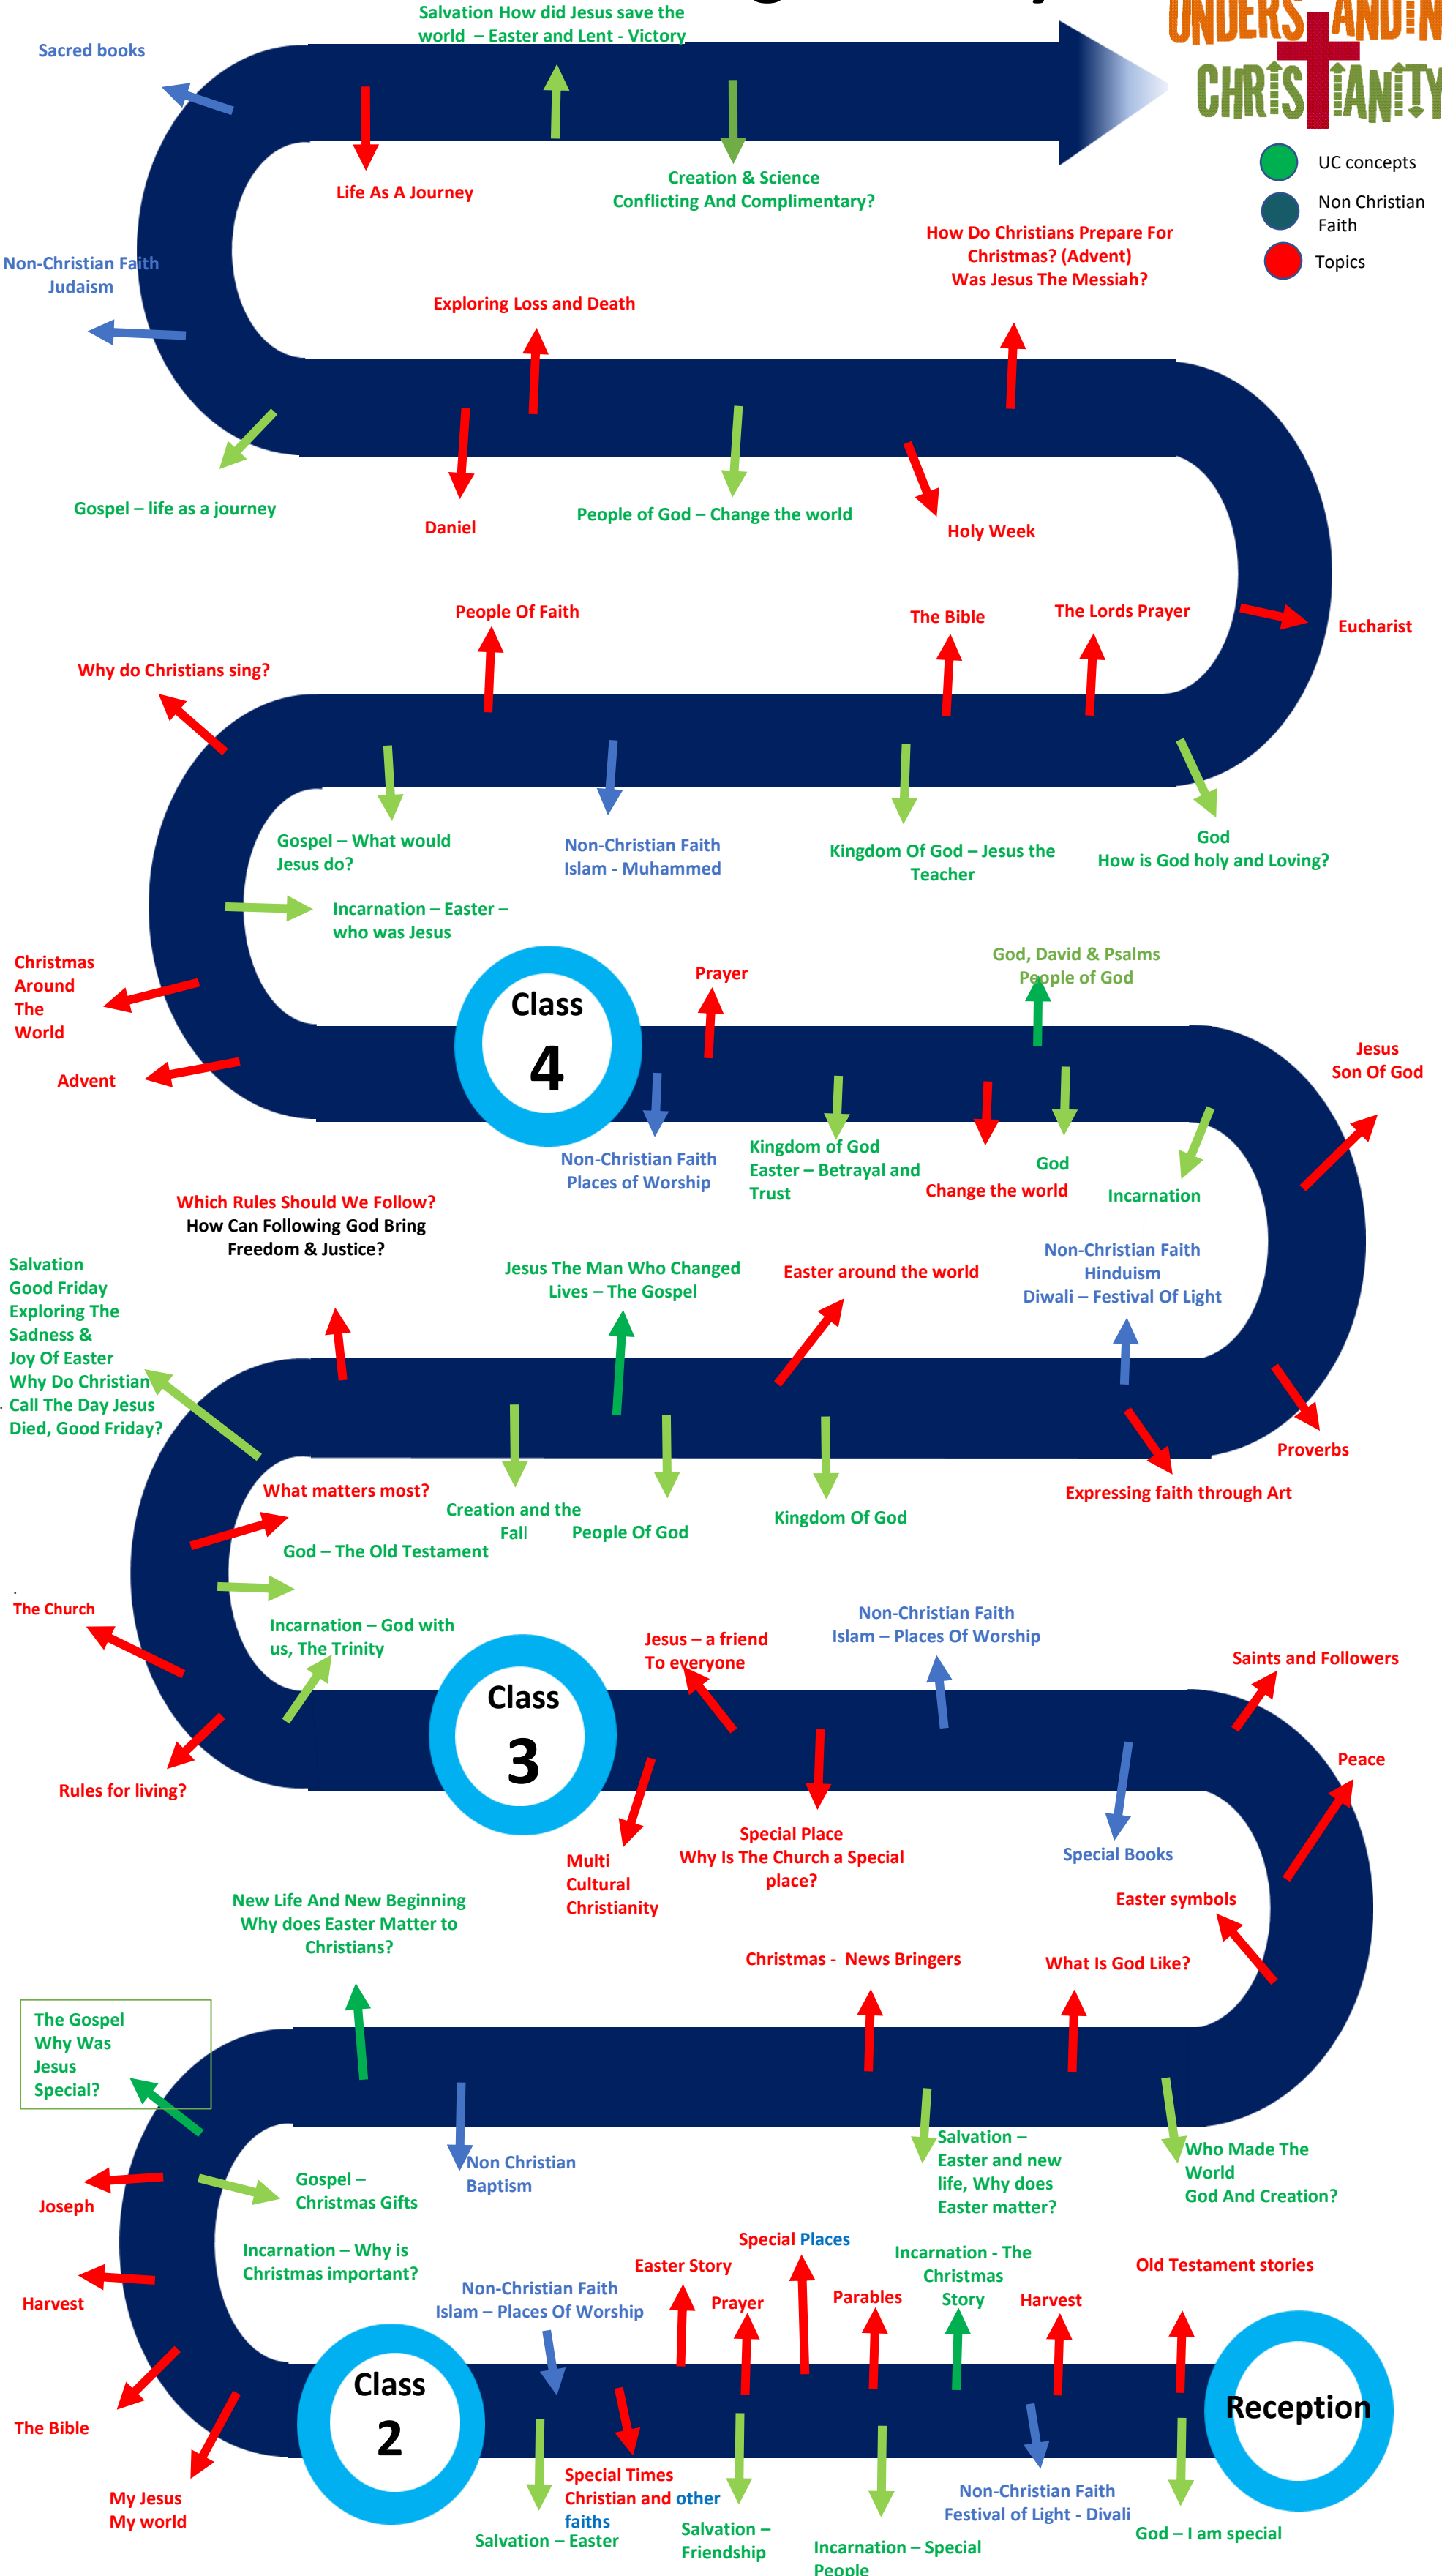 Salvation How did Jesus save the
world – Easter and Lent - Victory
UNDERSTANDIN
CHRISTIANITY
Sacred books
UC concepts
Non Christian
Faith
Topics
Life As A Journey
Creation & Science
Conflicting And Complimentary?
How Do Christians Prepare For
Christmas? (Advent)
Was Jesus The Messiah?
Non-Christian Faith
Judaism
Exploring Loss and Death
Gospel – life as a journey
Daniel
People of God – Change the world
Holy Week
People Of Faith
The Bible
The Lords Prayer
Eucharist
Why do Christians sing?
Gospel – What would
Jesus do?
Non-Christian Faith
Islam - Muhammed
Kingdom Of God – Jesus the
Teacher
God
How is God holy and Loving?
Incarnation – Easter –
who was Jesus
Christmas
Around
The
World
Advent
Class
4
Prayer
God, David & Psalms
People of God
Jesus
Son Of God
Non-Christian Faith
Places of Worship
Kingdom of God
Easter – Betrayal and
Trust
Change the world
God
Incarnation
Which Rules Should We Follow?
How Can Following God Bring
Freedom & Justice?
Salvation
Good Friday
Exploring The
Sadness &
Joy Of Easter
Why Do Christian
Call The Day Jesus
Died, Good Friday?
Jesus The Man Who Changed
Lives – The Gospel
Easter around the world
Non-Christian Faith
Hinduism
Diwali – Festival Of Light
Proverbs
What matters most?
Creation and the
Fall
People Of God
Kingdom Of God
Expressing faith through Art
God – The Old Testament
The Church
Incarnation – God with
us, The Trinity
Rules for living?
Class
3
Jesus – a friend
To everyone
Non-Christian Faith
Islam – Places Of Worship
Saints and Followers
Peace
Multi
Cultural
Christianity
Special Place
Why Is The Church a Special
place?
Special Books
Easter symbols
New Life And New Beginning
Why does Easter Matter to
Christians?
Christmas - News Bringers
What Is God Like?
The Gospel
Why Was
Jesus
Special?
Non Christian
Baptism
Salvation –
Easter and new
life, Why does
Easter matter?
Who Made The
World
God And Creation?
Joseph
Gospel –
Christmas Gifts
Incarnation – Why is
Christmas important?
Harvest
The Bible
My Jesus
My world
Class
2
Non-Christian Faith
Islam – Places Of Worship
Easter Story
Prayer
Special Places
Parables
Incarnation - The
Christmas
Story
Harvest
Old Testament stories
Reception
Salvation – Easter
Special Times
Christian and other
faiths
Salvation –
Friendship
Incarnation – Special
People
Non-Christian Faith
Festival of Light - Divali
God – I am special